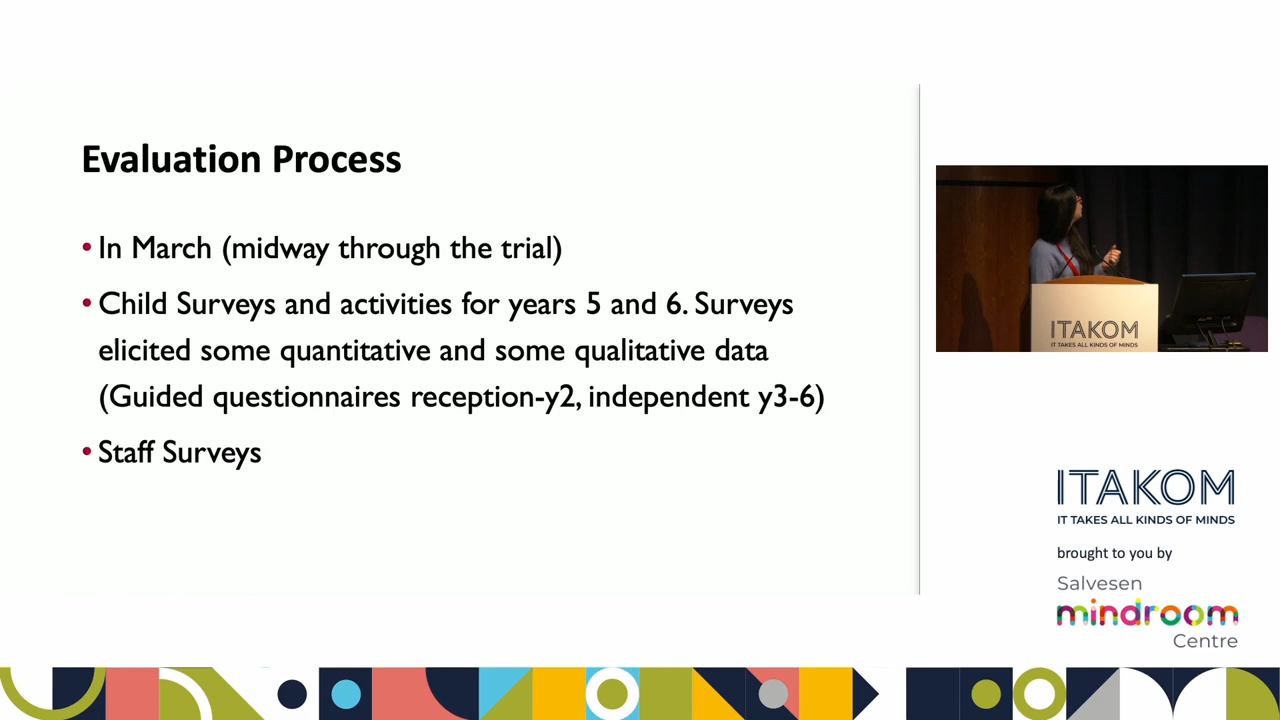 Evaluation Process
• In March (midway through the trial)
• Child Surveys and activities for years 5 and 6. Surveys
elicited some quantitative and some qualitative data
(Guided questionnaires reception-y2, independent y3-6)
• Staff Surveys
ITAKOM
IT TAKES ALL KINDS OF MINDS
ITAKOM
IT TAKES ALL KINDS OF MINDS
brought to you by
Salvesen
mindroom
Centre